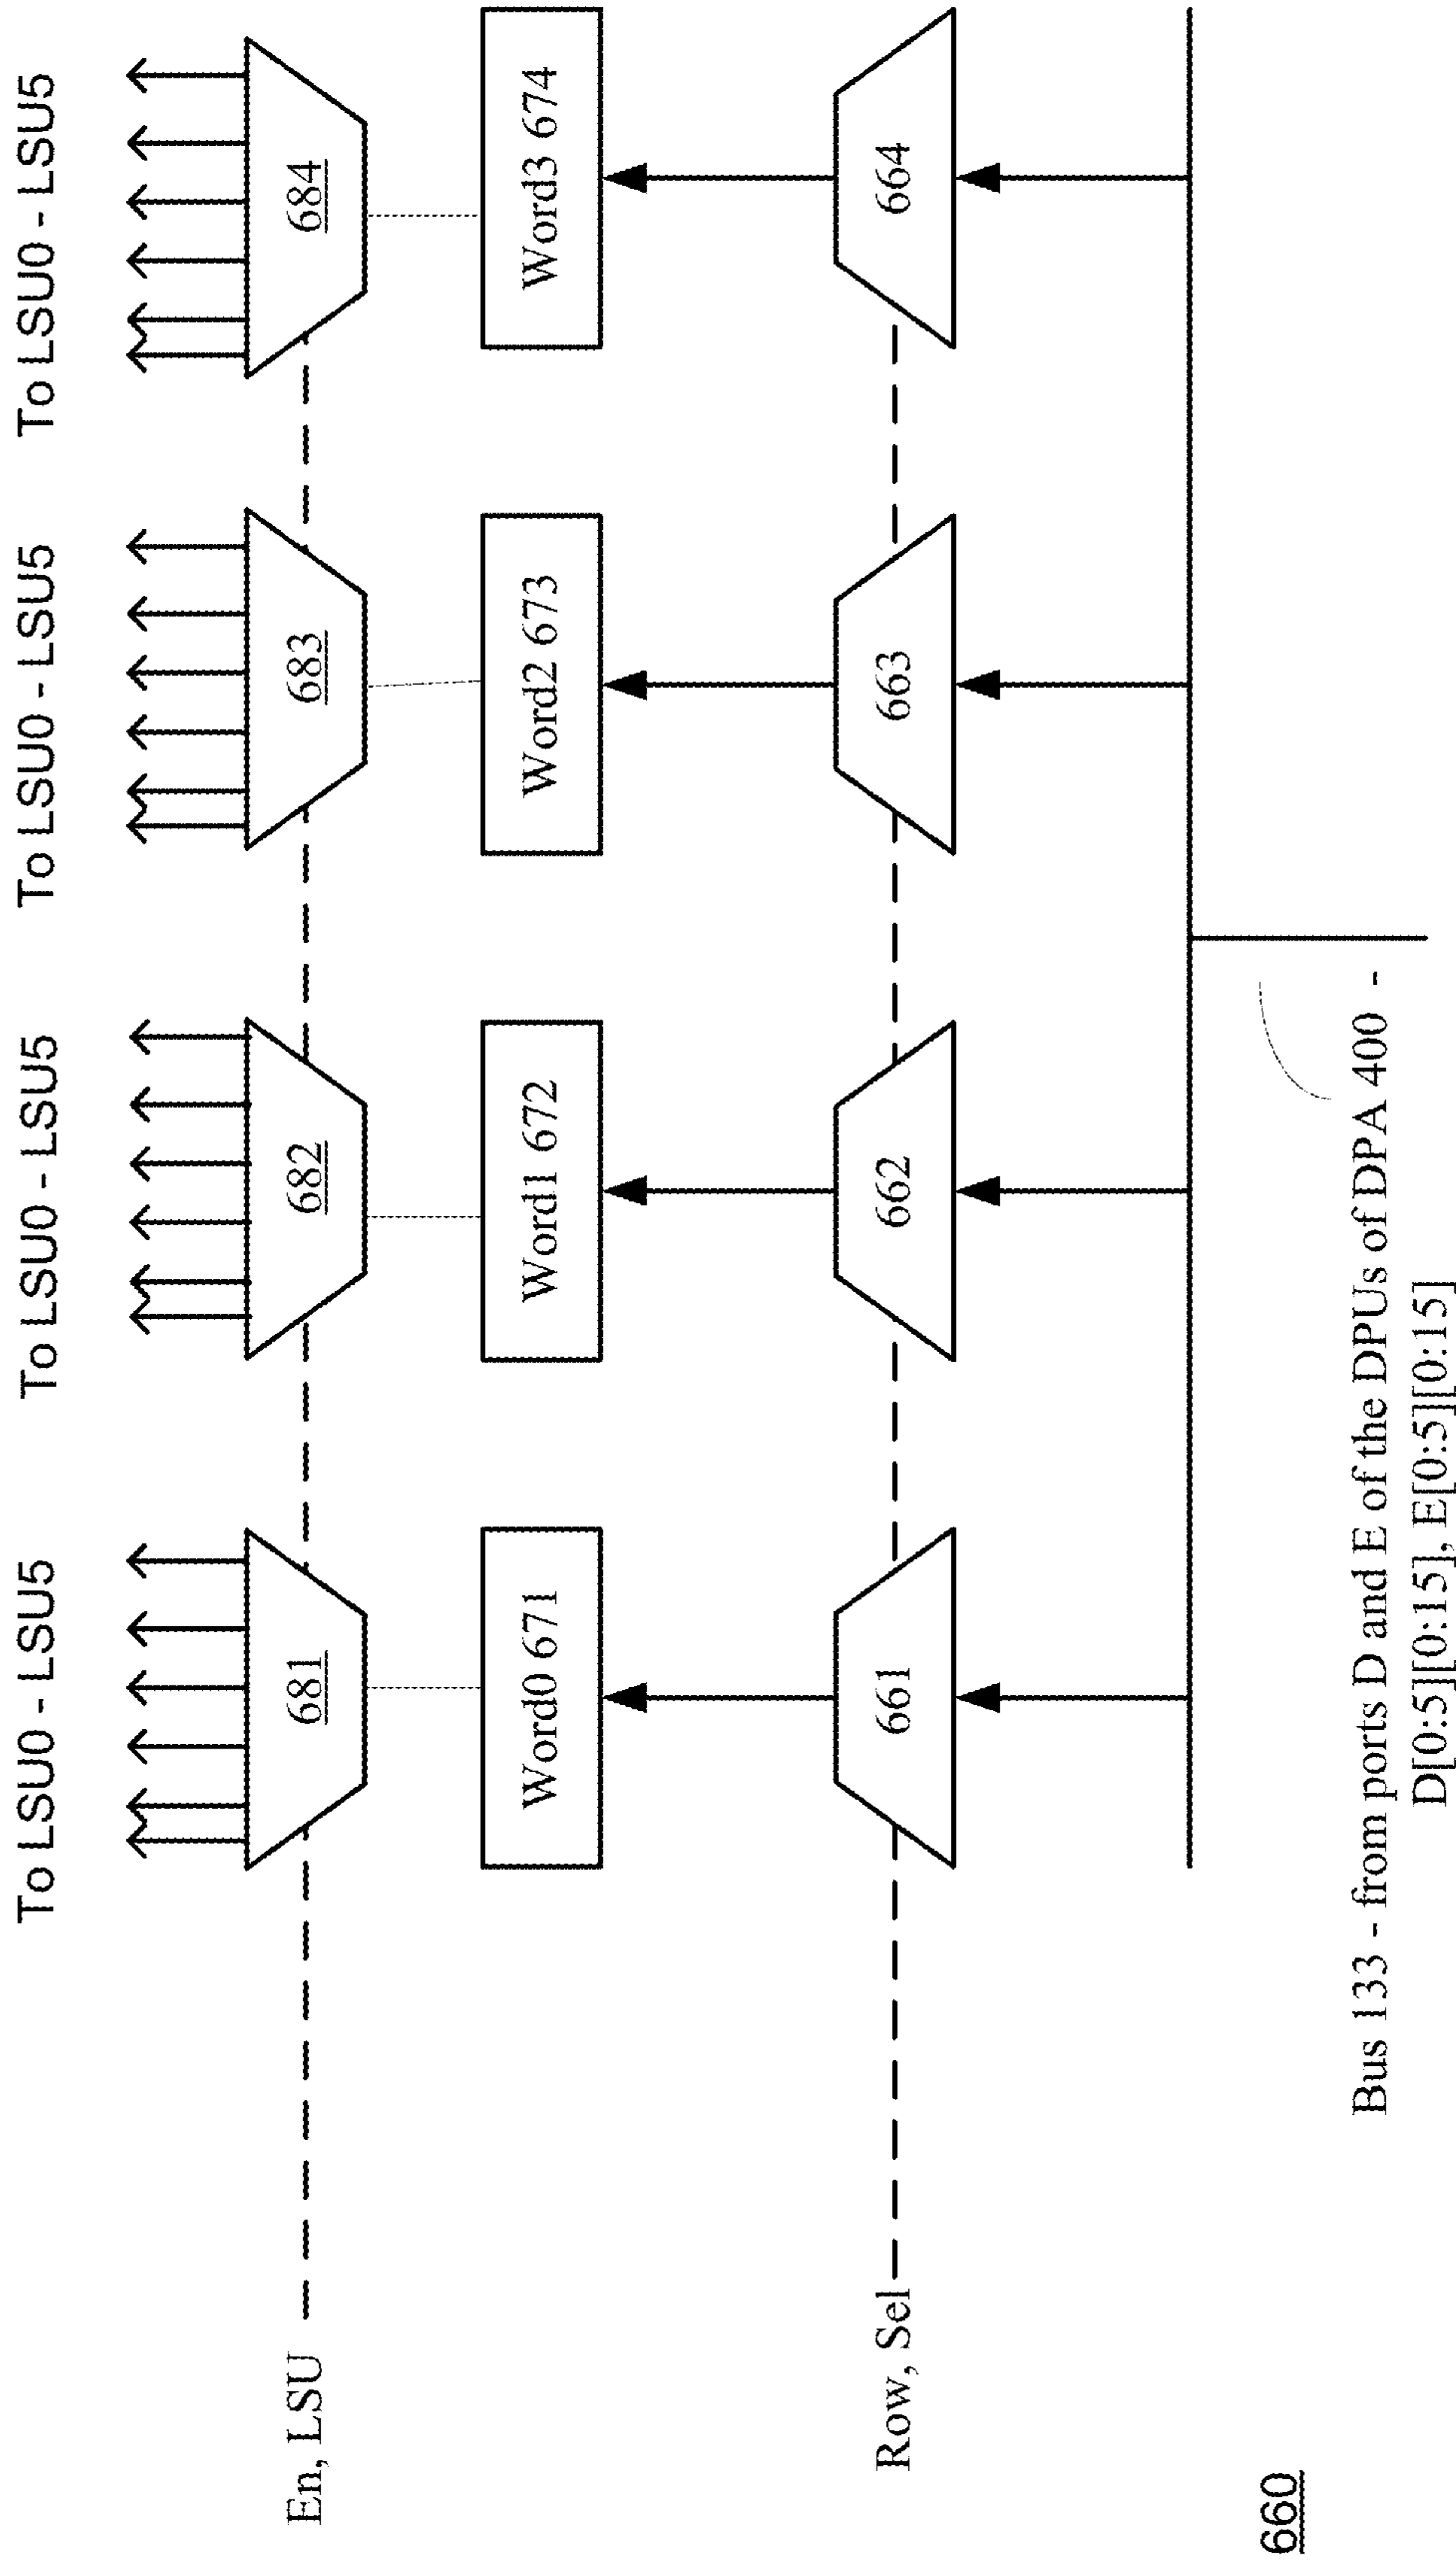 To LSU0 - LSU5
To LSU0 - LSU5
To LSU0 - LSU5
To LSU0 - LSU5
En, LSU
681
682
683
684
Word0 671
Word1 672
Word2 673
Word3 674
Row, Sel
661
662
663
664
660
Bus 133 - from ports D and E of the DPUs of DPA 400 -
D[0:5][0:15], E[0:5][0:15]